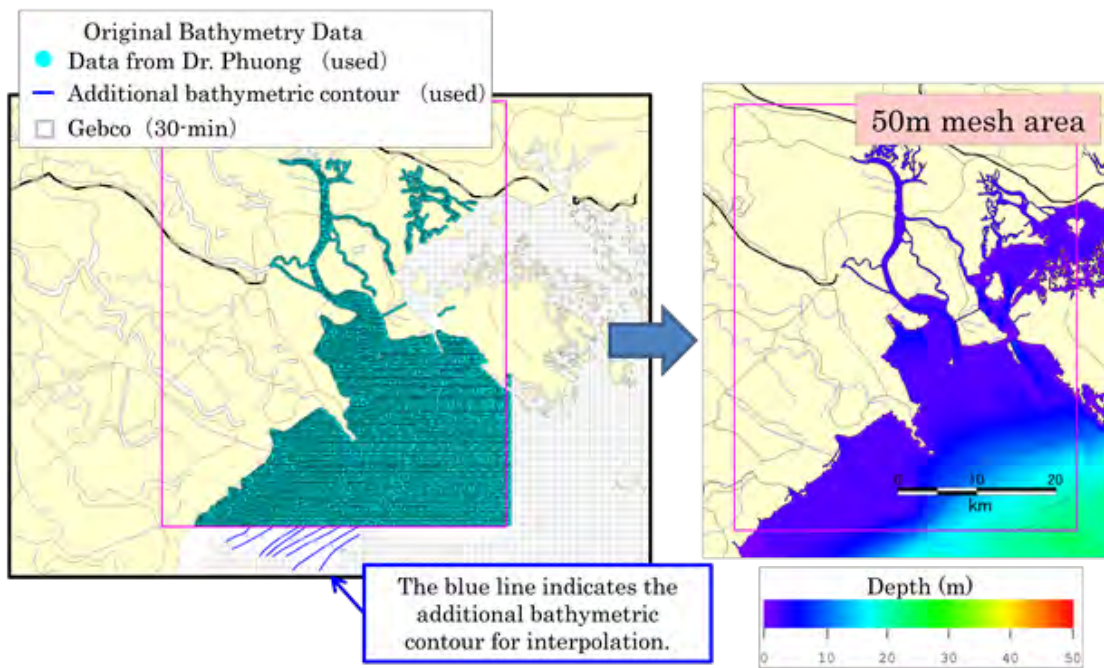 Original Bathymetry Data
Data from Dr. Phuong （used）
Additional bathymetric contour （used）
Gebco（30-min）
50m mesh area
0 10 20
km
The blue line indicates the
additional bathymetric
contour for interpolation.
Depth (m)
0 10 20 30 40 50